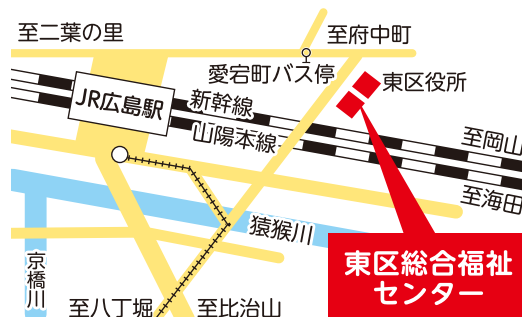 至二葉の里
至府中町
愛宕町バス停
東区役所
JR広島駅
新幹線
山陽本線
至岡山
至海田
猿猴川
東区総合福祉
センター
京橋川
至八丁堀
至比治山